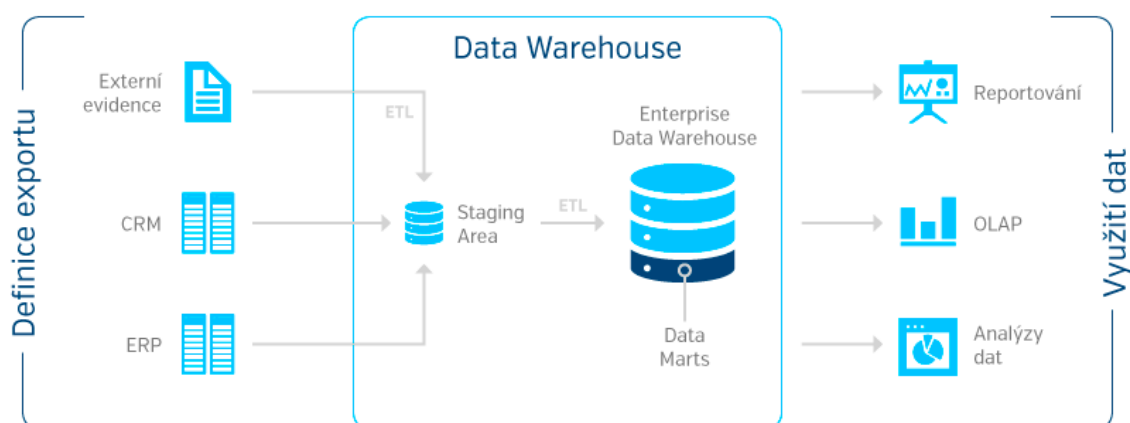 Definice exportu
Externí
evidence
CRM
ERP
Data Warehouse
ETL
Staging
Area
ETL
Enterprise
Data Warehouse
Data
Marts
Reportování
OLAP
Analýzy
dat
Využití dat